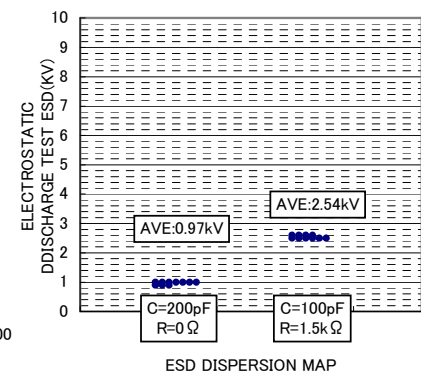 ELECTROSTATIC
DDISCHARGE TEST ESD(KV)
10
9
8
7
6
5
4
3
2
1
0
AVE:0.97kV
AVE:2.54kV
C=200pF
R=0Ω
C=100pF
R=1.5kΩ
00
ESD DISPERSION MAP